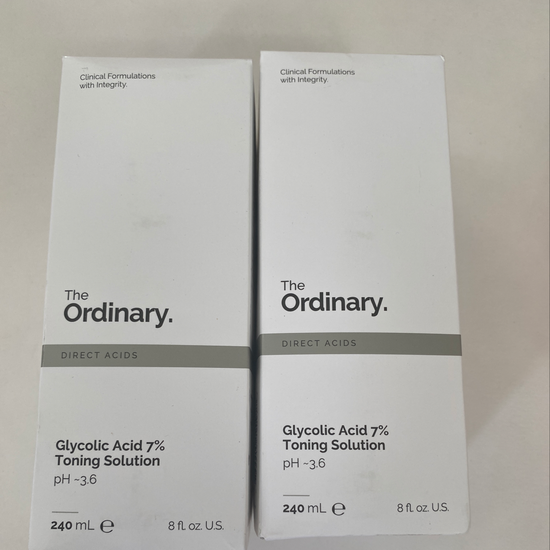 Clinical Formulations
with Integrity.
The
Ordinary.
DIRECT ACIDS
Glycolic Acid 7%
Toning Solution
pH ~3.6
240 mL ℮ 8 fl. oz. U.S.
Clinical Formulations
with Integrity.
The
Ordinary.
DIRECT ACIDS
Glycolic Acid 7%
Toning Solution
pH ~3.6
240 mL ℮ 8 fl. oz. U.S.